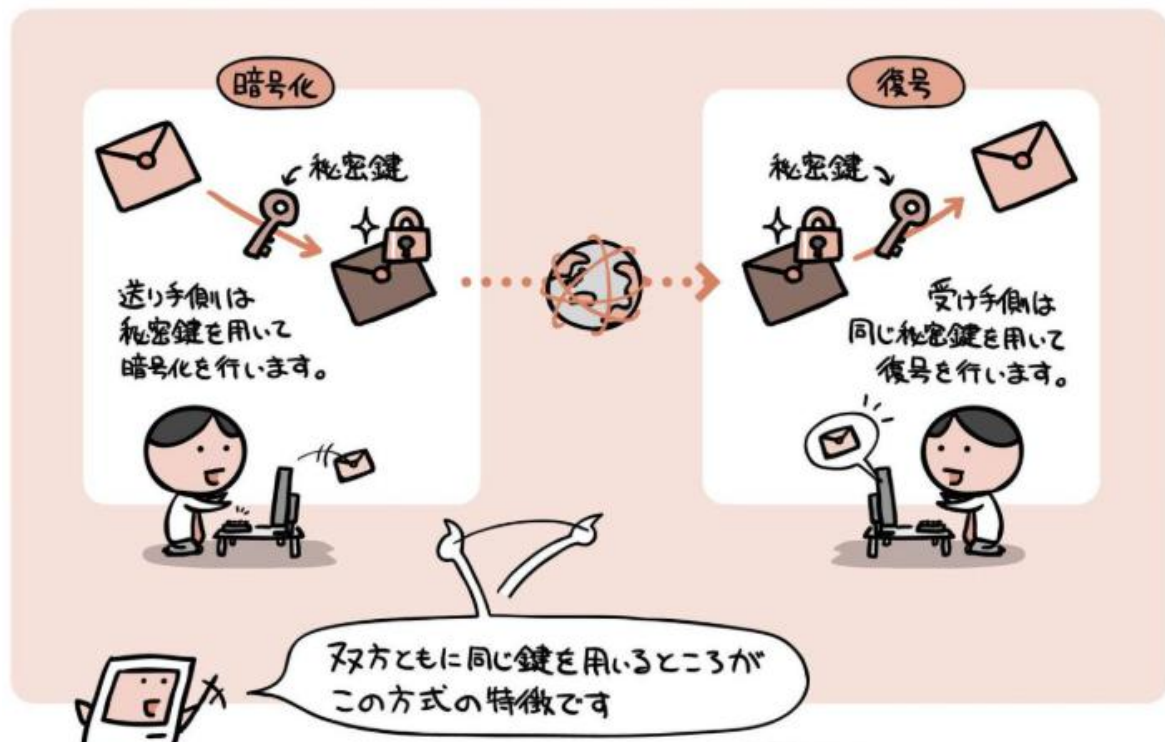 暗号化
秘密鍵
送り手側は
秘密鍵を用いて
暗号化を行います。
復号
秘密鍵
受け手側は
同じ秘密鍵を用いて
復号を行います。
双方ともに同じ鍵を用いるところが
この方式の特徴です